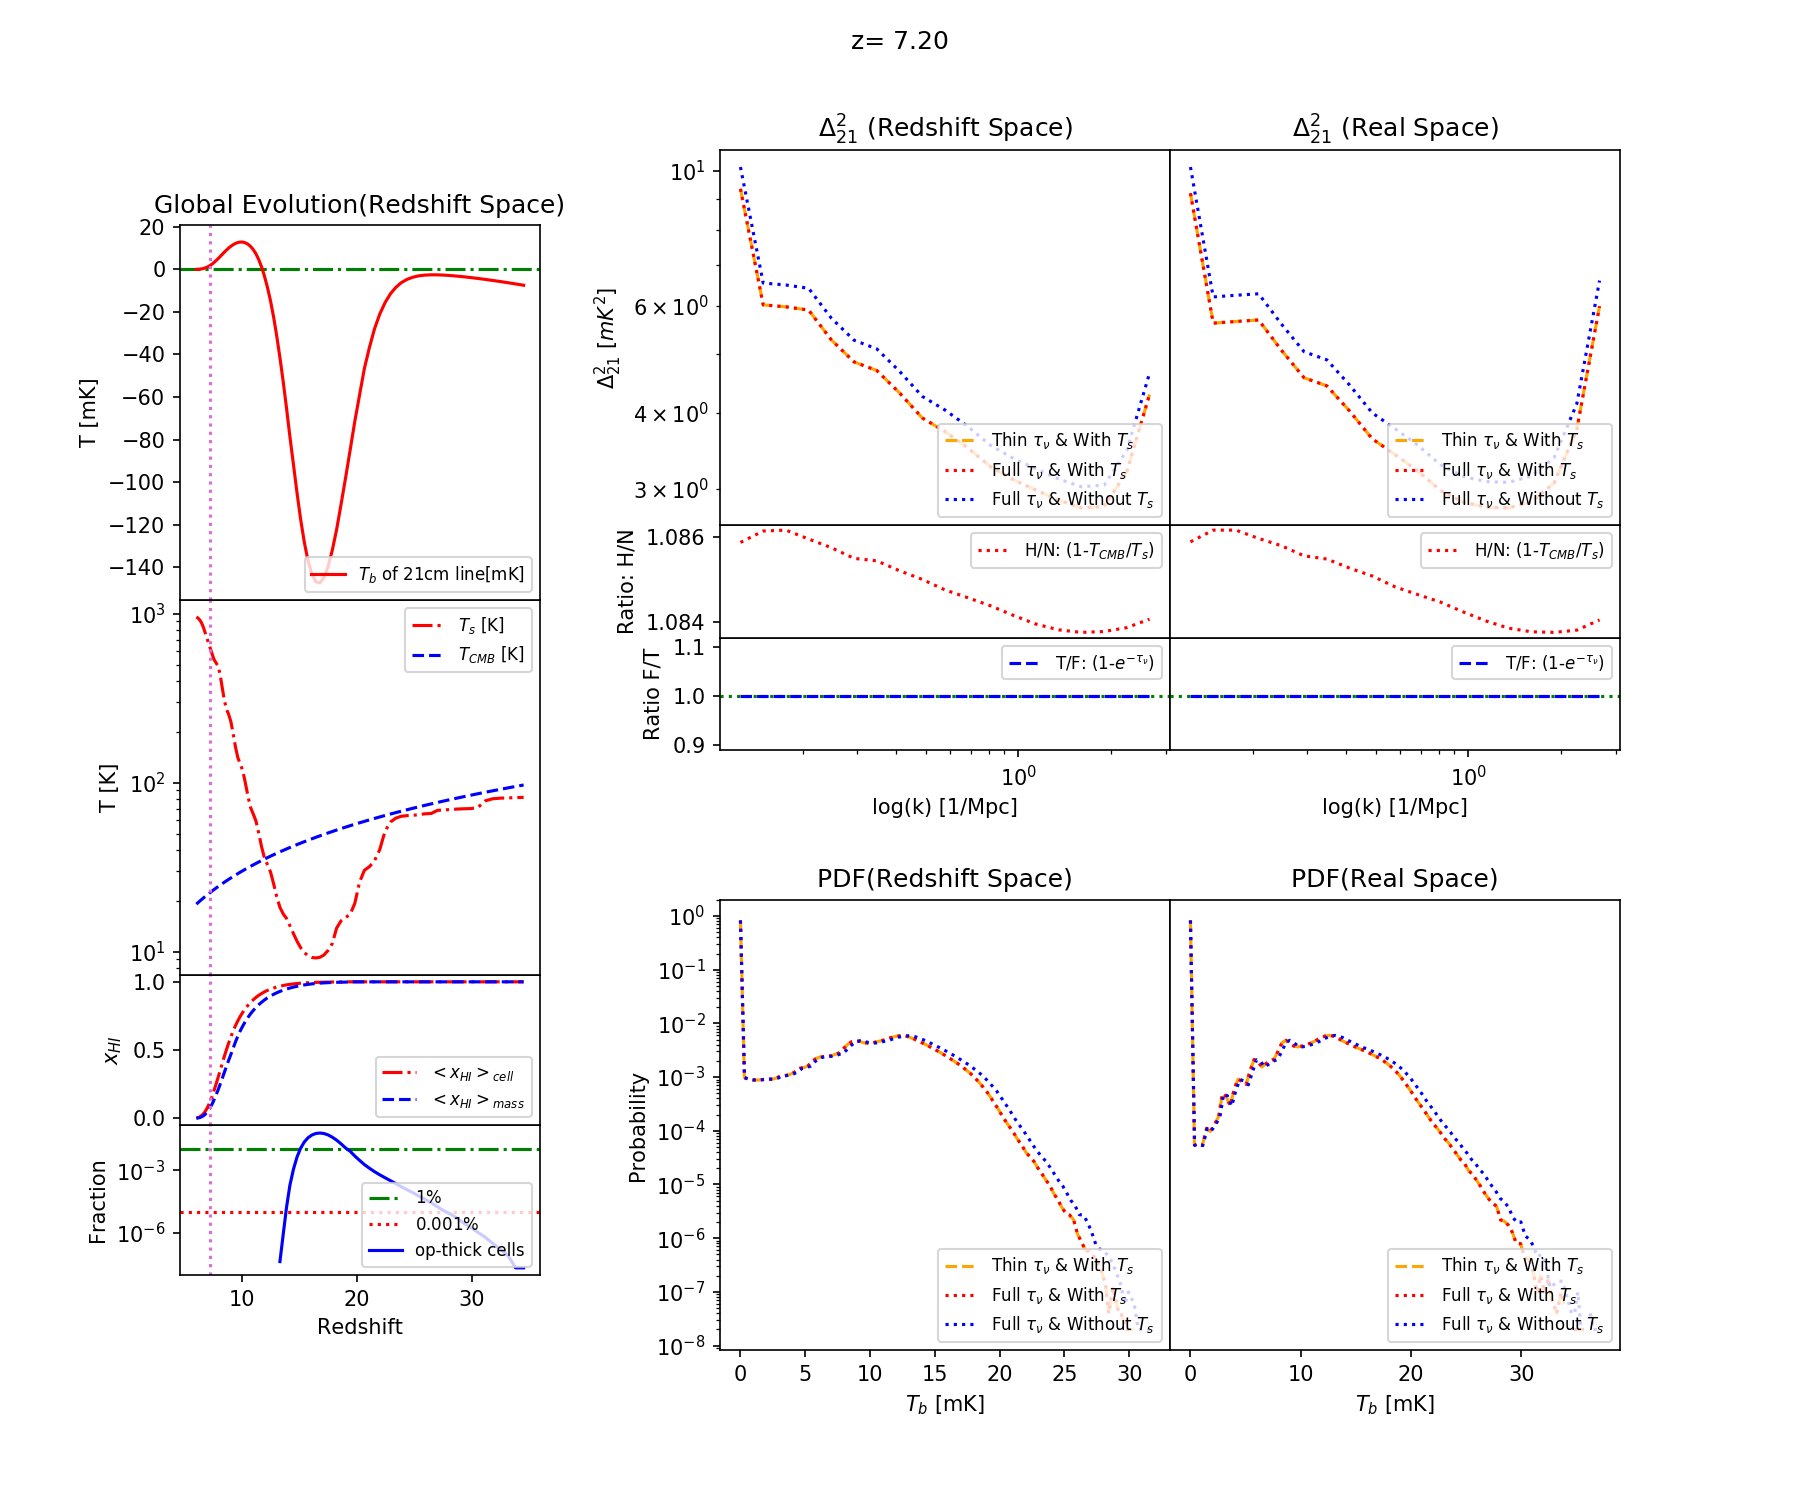 z= 7.20
Global Evolution(Redshift Space)
20
0
−20
−40
−60
−80
−100
−120
−140
T [mK]
T_b of 21cm line[mK]
10^3
10^2
10^1
T [K]
T_s [K]
T_CMB [K]
1.0
0.5
0.0
x_HI
<x_HI>_cell
<x_HI>_mass
10^−3
10^−6
Fraction
1%
0.001%
op-thick cells
10 20 30
Redshift
Δ²_21 (Redshift Space)
Δ²_21 (Real Space)
10^1
6×10^0
4×10^0
3×10^0
Δ²_21 [mK²]
Thin τ_ν & With T_s
Full τ_ν & With T_s
Full τ_ν & Without T_s
Thin τ_ν & With T_s
Full τ_ν & With T_s
Full τ_ν & Without T_s
1.086
1.084
Ratio: H/N
H/N: (1-T_CMB/T_s)
H/N: (1-T_CMB/T_s)
1.1
1.0
0.9
Ratio F/T
T/F: (1-e^−τ_ν)
T/F: (1-e^−τ_ν)
10^0
10^0
log(k) [1/Mpc]
log(k) [1/Mpc]
PDF(Redshift Space)
PDF(Real Space)
10^0
10^−1
10^−2
10^−3
10^−4
10^−5
10^−6
10^−7
10^−8
Probability
Thin τ_ν & With T_s
Full τ_ν & With T_s
Full τ_ν & Without T_s
Thin τ_ν & With T_s
Full τ_ν & With T_s
Full τ_ν & Without T_s
0 5 10 15 20 25 30
0 10 20 30
T_b [mK]
T_b [mK]